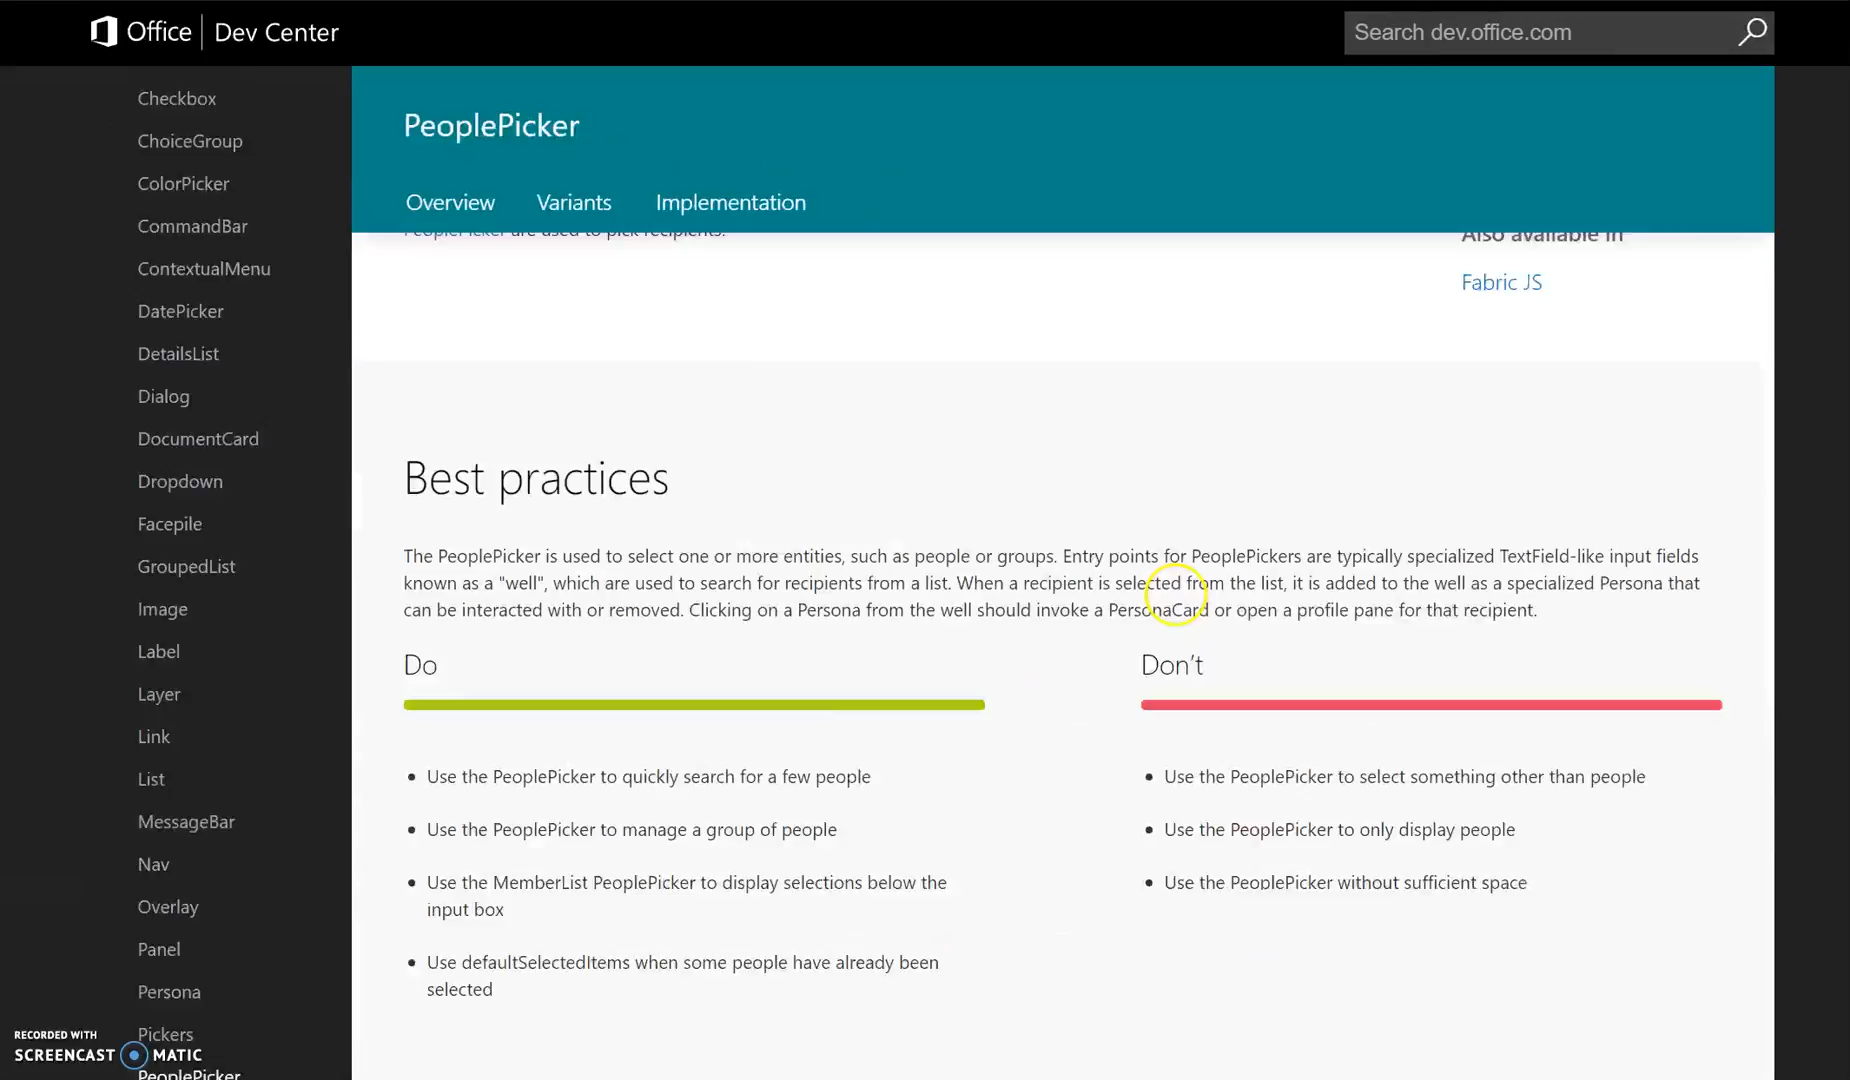 Office Dev Center
Search dev.office.com
Checkbox
ChoiceGroup
ColorPicker
CommandBar
ContextualMenu
DatePicker
DetailsList
Dialog
DocumentCard
Dropdown
Facepile
GroupedList
Image
Label
Layer
Link
List
MessageBar
Nav
Overlay
Panel
Persona
Pickers
PeoplePicker
PeoplePicker
Overview Variants Implementation
PeoplePicker are used to pick recipients.
Also available in
Fabric JS
Best practices
The PeoplePicker is used to select one or more entities, such as people or groups. Entry points for PeoplePickers are typically specialized TextField-like input fields
known as a "well", which are used to search for recipients from a list. When a recipient is selected from the list, it is added to the well as a specialized Persona that
can be interacted with or removed. Clicking on a Persona from the well should invoke a PersonaCard or open a profile pane for that recipient.
Do
• Use the PeoplePicker to quickly search for a few people
• Use the PeoplePicker to manage a group of people
• Use the MemberList PeoplePicker to display selections below the
input box
• Use defaultSelectedItems when some people have already been
selected
Don't
• Use the PeoplePicker to select something other than people
• Use the PeoplePicker to only display people
• Use the PeoplePicker without sufficient space
RECORDED WITH
SCREENCAST MATIC